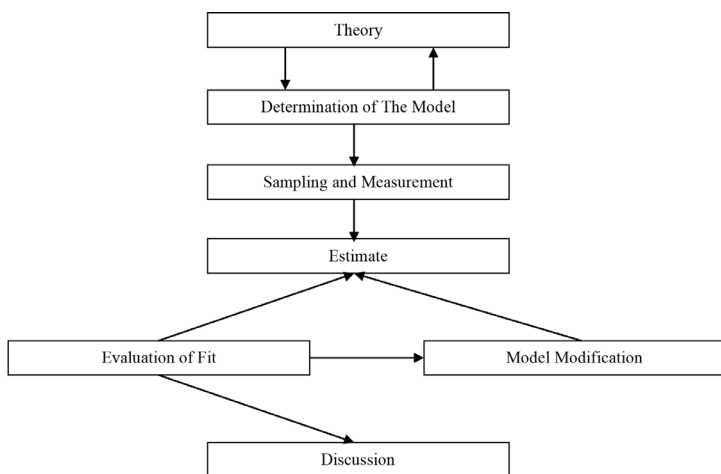 Theory
Determination of The Model
Sampling and Measurement
Estimate
Evaluation of Fit
Model Modification
Discussion